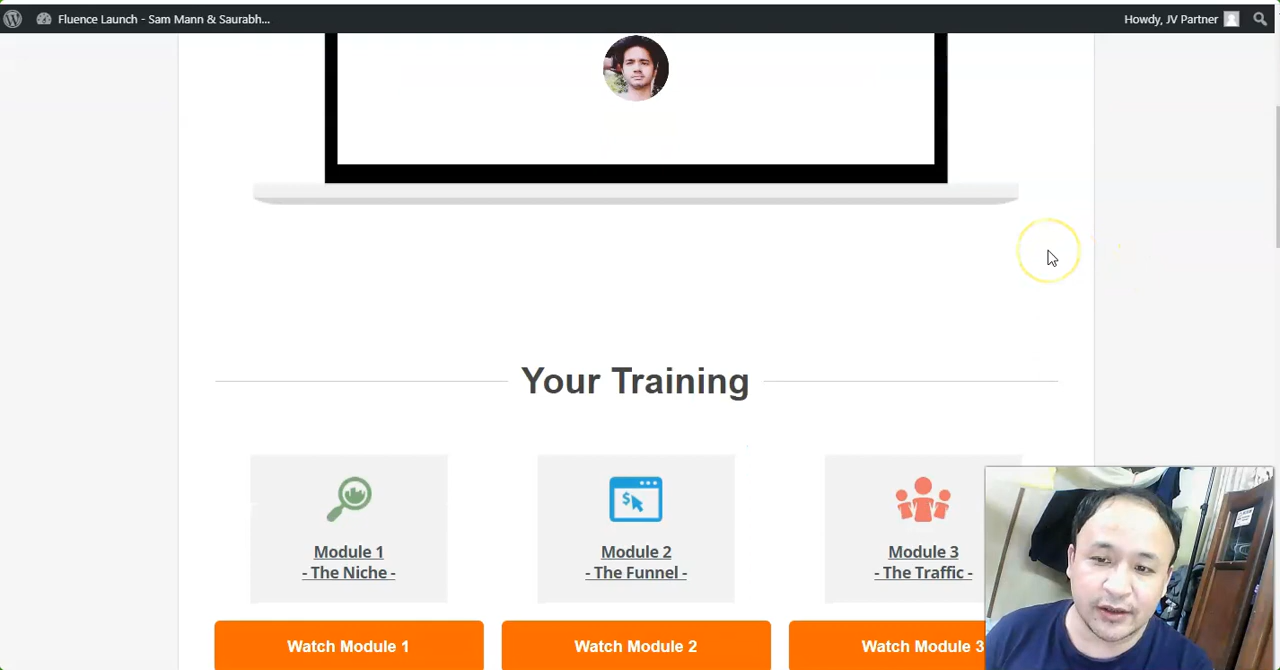 Fluence Launch - Sam Mann & Saurabh...
Howdy, JV Partner
Your Training
Module 1
- The Niche -
Module 2
- The Funnel -
Module 3
- The Traffic -
Watch Module 1
Watch Module 2
Watch Module 3